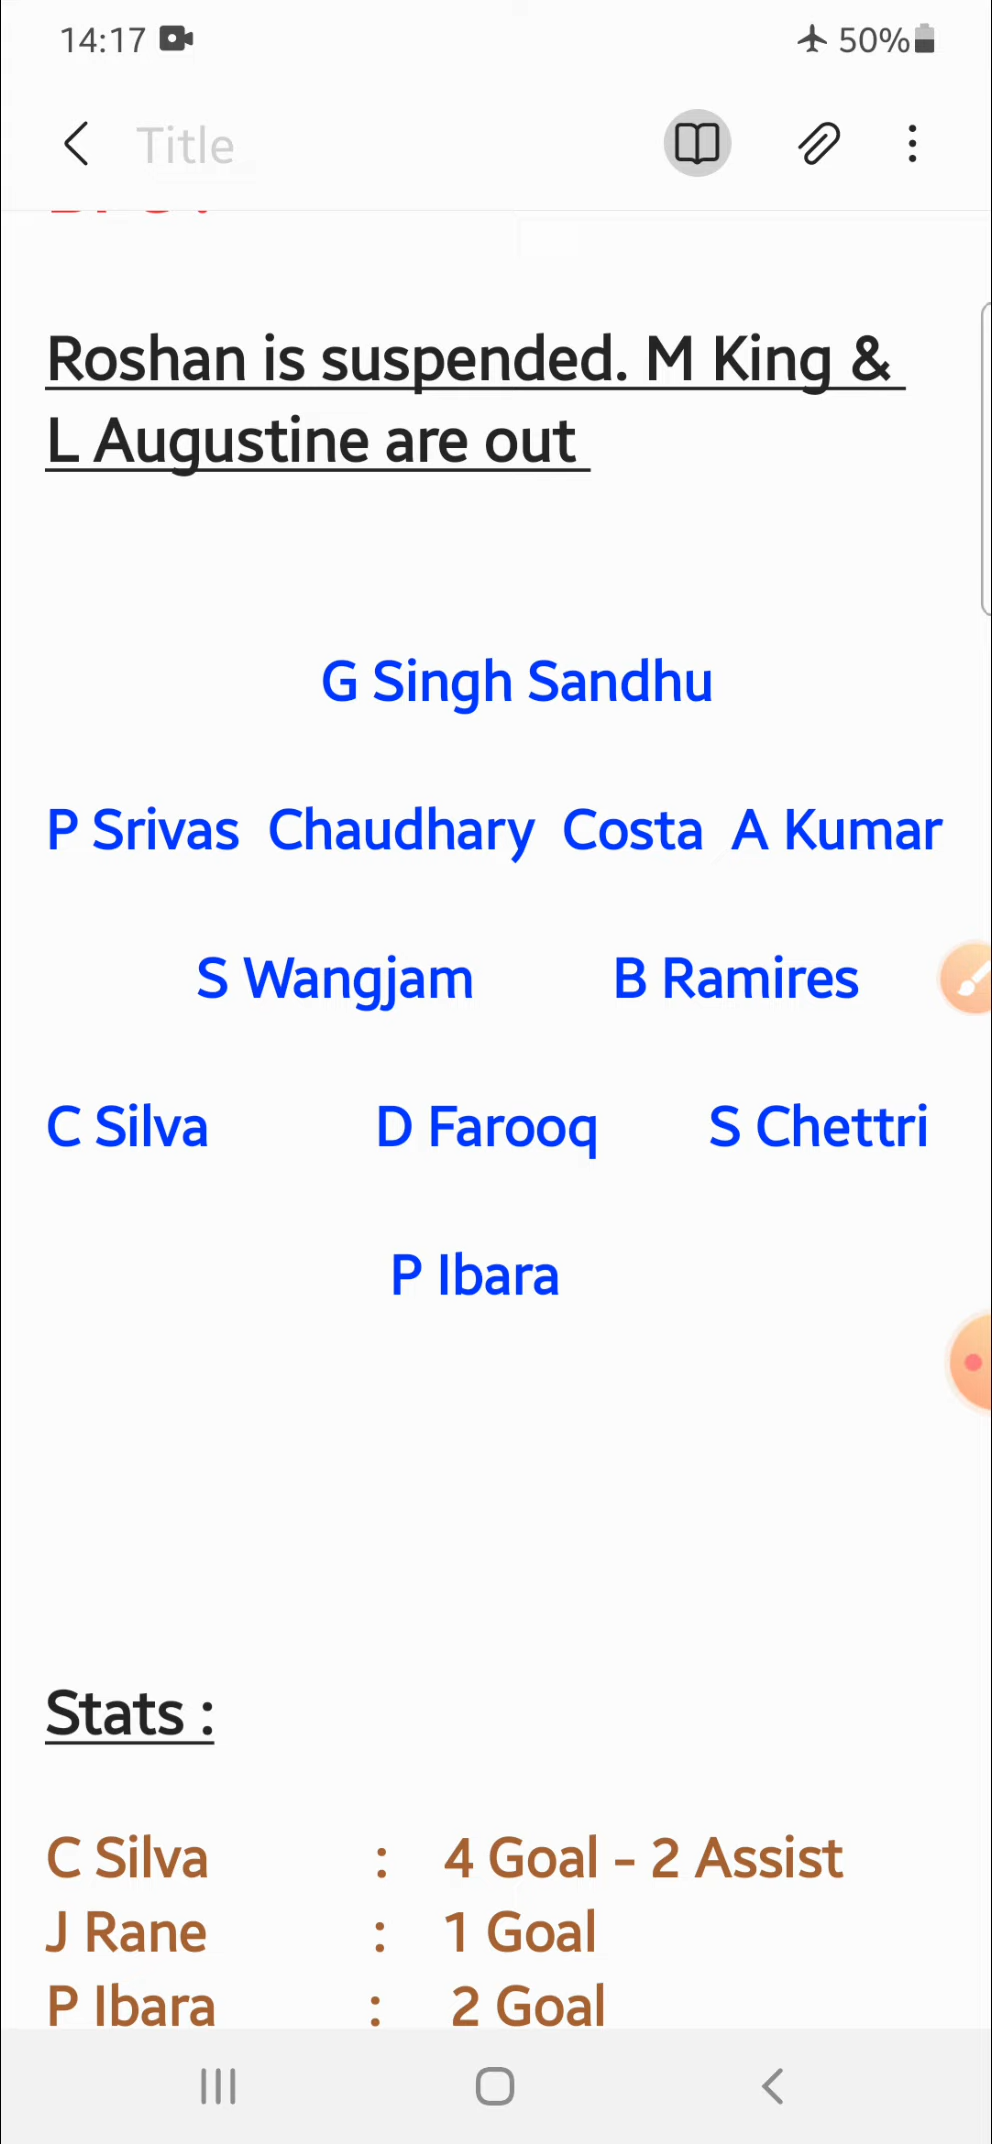 14:17
50%
Title
Roshan is suspended. M King &
L Augustine are out
G Singh Sandhu
P Srivas Chaudhary Costa A Kumar
S Wangjam B Ramires
C Silva D Farooq S Chettri
P Ibara
Stats :
C Silva : 4 Goal - 2 Assist
J Rane : 1 Goal
P Ibara : 2 Goal